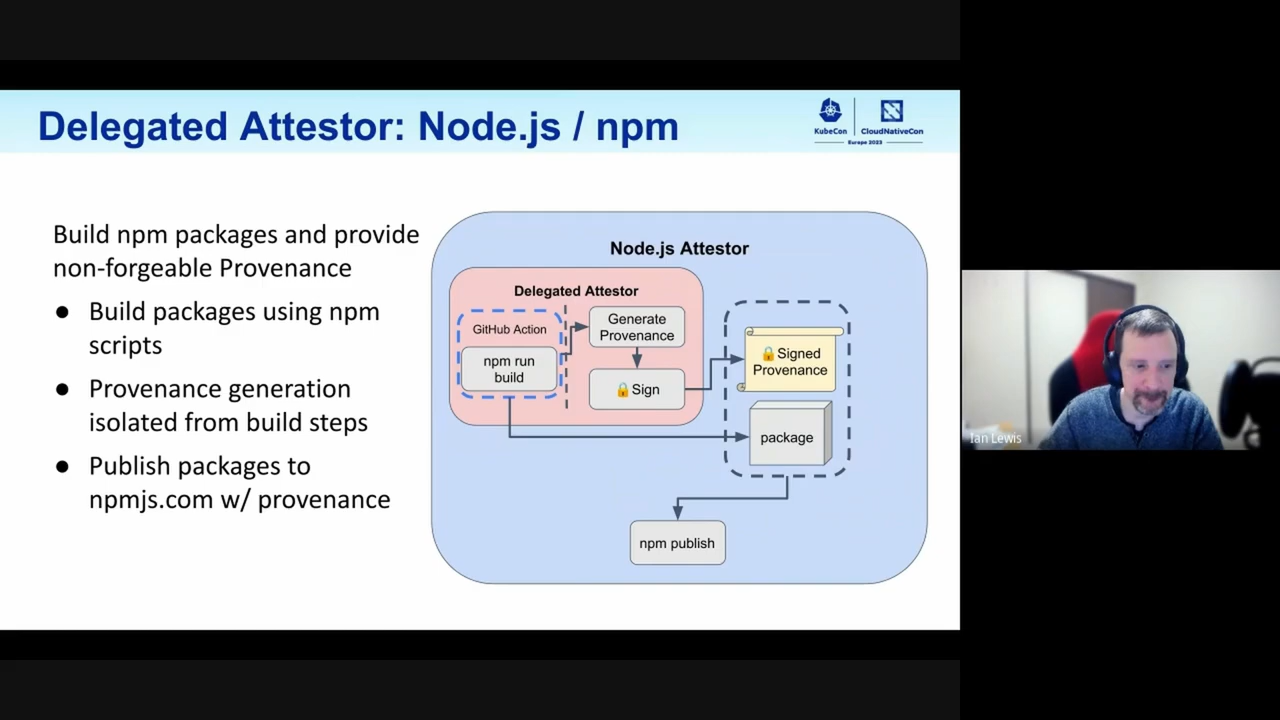 Delegated Attestor: Node.js / npm
KubeCon
CloudNativeCon
Europe 2023
Build npm packages and provide
non-forgeable Provenance
● Build packages using npm
scripts
● Provenance generation
isolated from build steps
● Publish packages to
npmjs.com w/ provenance
Node.js Attestor
Delegated Attestor
GitHub Action
npm run
build
Generate
Provenance
🔒Sign
🔒Signed
Provenance
package
npm publish
Ian Lewis